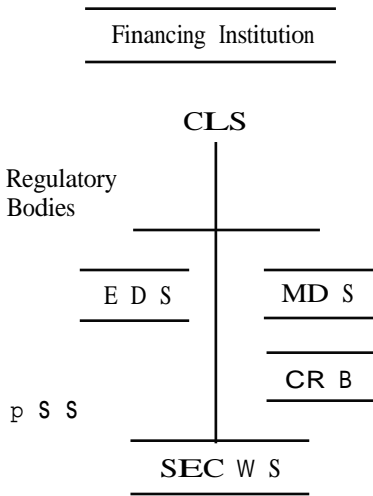 Financing Institution
CLS
Regulatory
Bodies
E D S
MD S
CR B
p S S
SEC W S